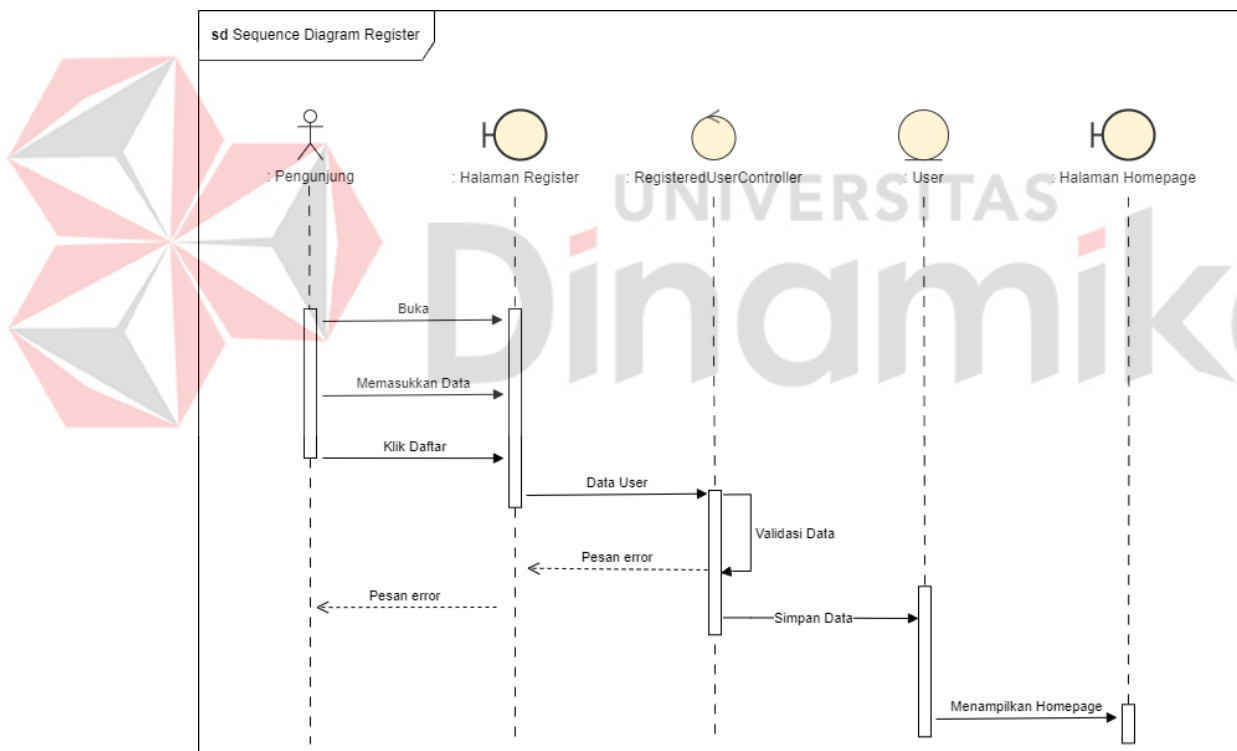 sd Sequence Diagram Register
: Pengunjung
: Halaman Register
: RegisteredUserController
: User
: Halaman Homepage
UNIVERSITAS
Dinamika
Buka
Memasukkan Data
Klik Daftar
Data User
Validasi Data
Pesan error
Pesan error
Simpan Data
Menampilkan Homepage